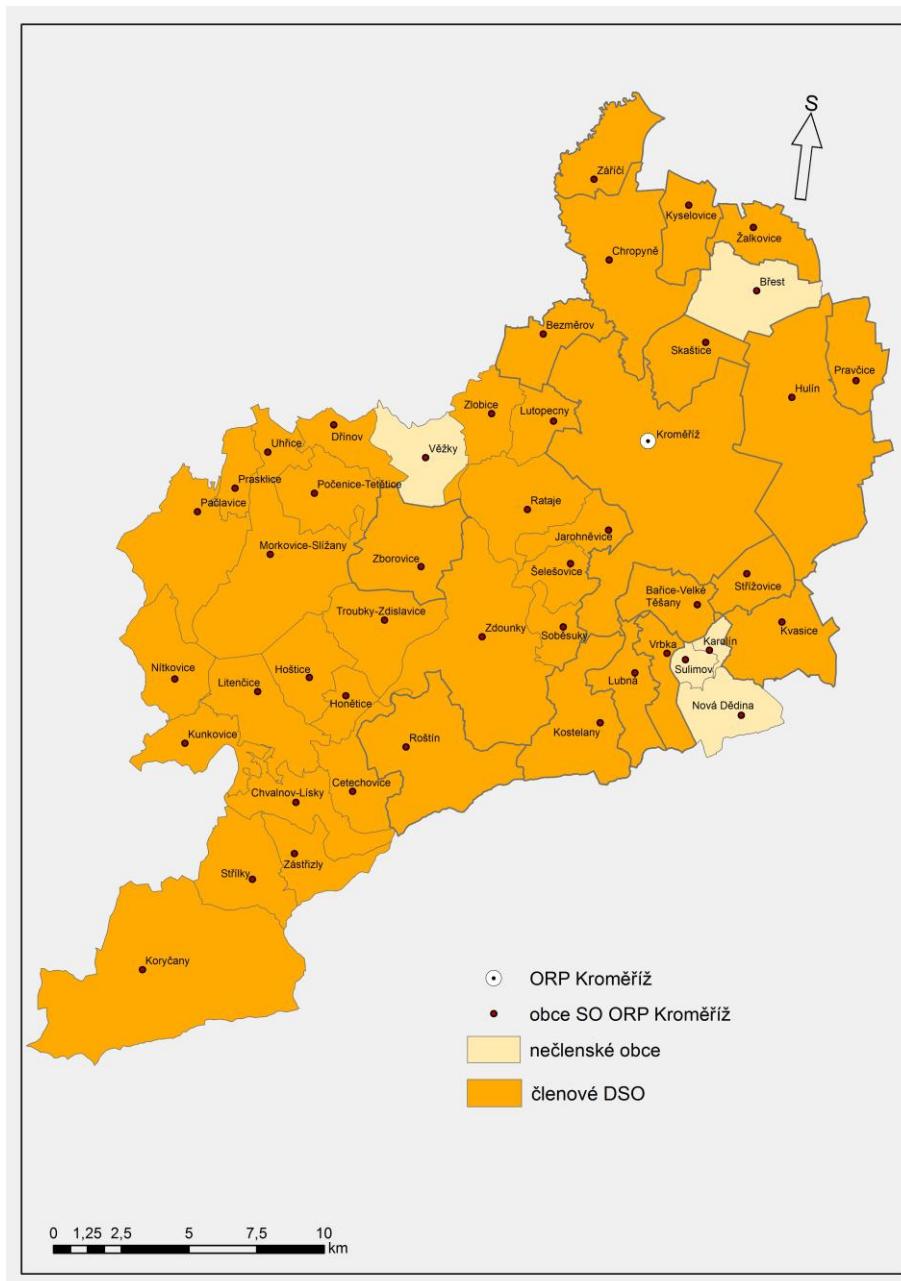 S
Záříčí
Kyselovice
Žalkovice
Chropyně
Břest
Bezměrov
Skaštice
Pravčice
Hulín
Zlobice
Lutopecny
Dřínov
Uhřice
Věžky
Kroměříž
Prasklice
Počenice-Tetětice
Pačlavice
Rataje
Jarohněvice
Morkovice-Slížany
Zborovice
Šelešovice
Střížovice
Bařice-Velké
Těšany
Troubky-Zdislavice
Zdounky
Soběsuky
Kvasice
Vrbka
Karolín
Sulimov
Nítkovice
Litenčice
Hoštice
Honětice
Lubná
Nová Dědina
Kunkovice
Roštín
Kostelany
Cetechovice
Chvalnov-Lísky
Zástřizly
Střílky
Koryčany
ORP Kroměříž
obce SO ORP Kroměříž
nečlenské obce
členové DSO
0 1,25 2,5 5 7,5 10
km